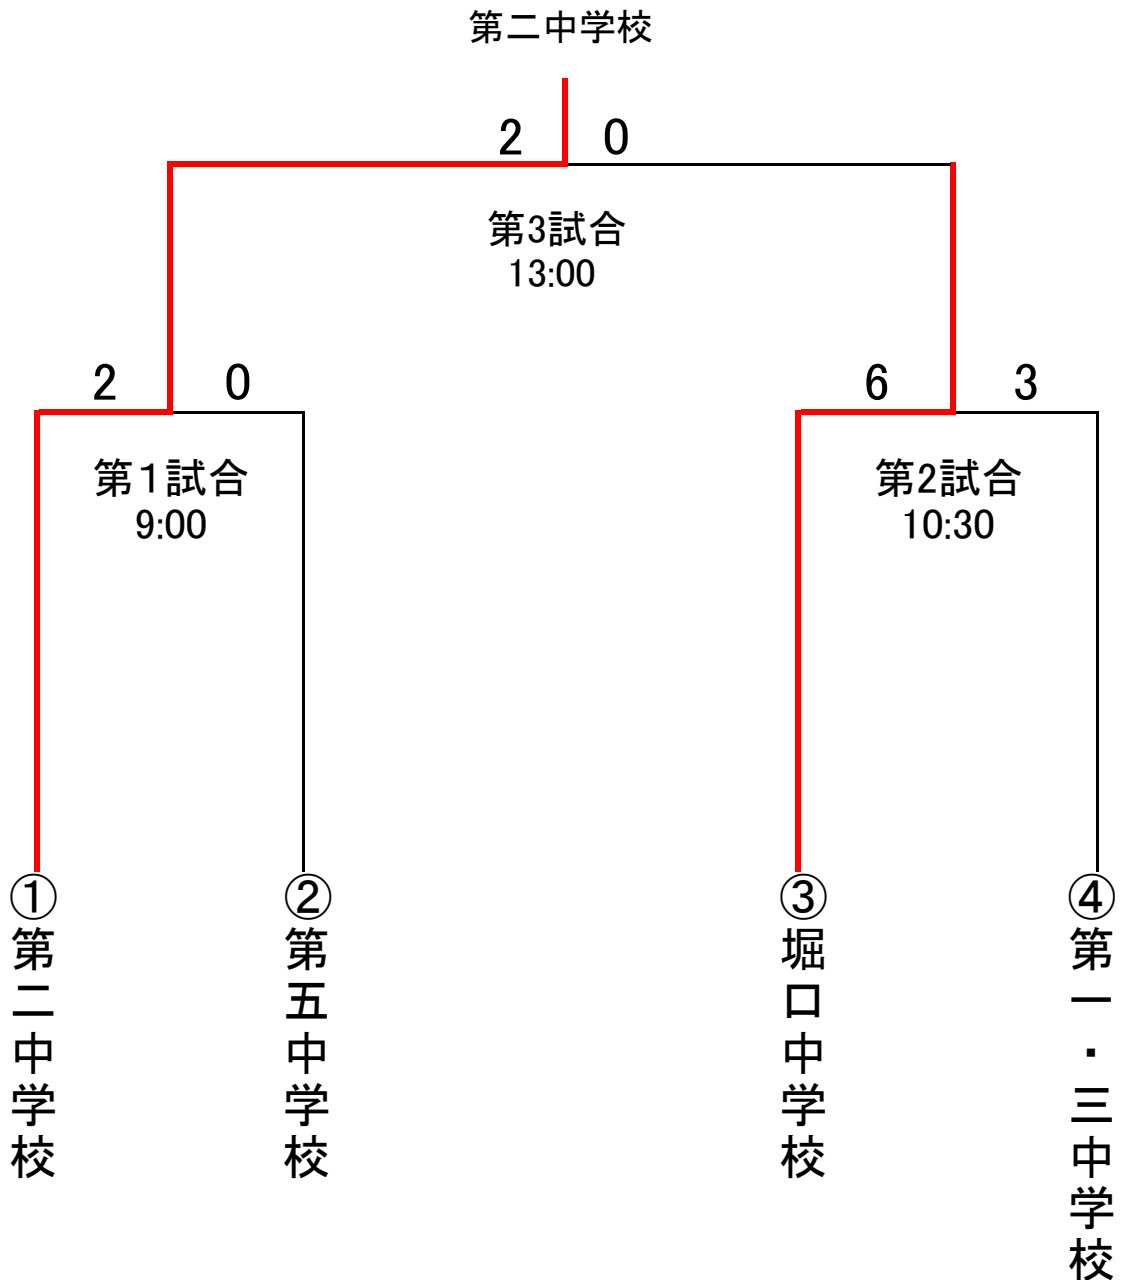 第二中学校
2 0
第3試合
13:00
2 0
6 3
第１試合
9:00
第2試合
10:30
①第二中学校
②第五中学校
③堀口中学校
④第一・三中学校